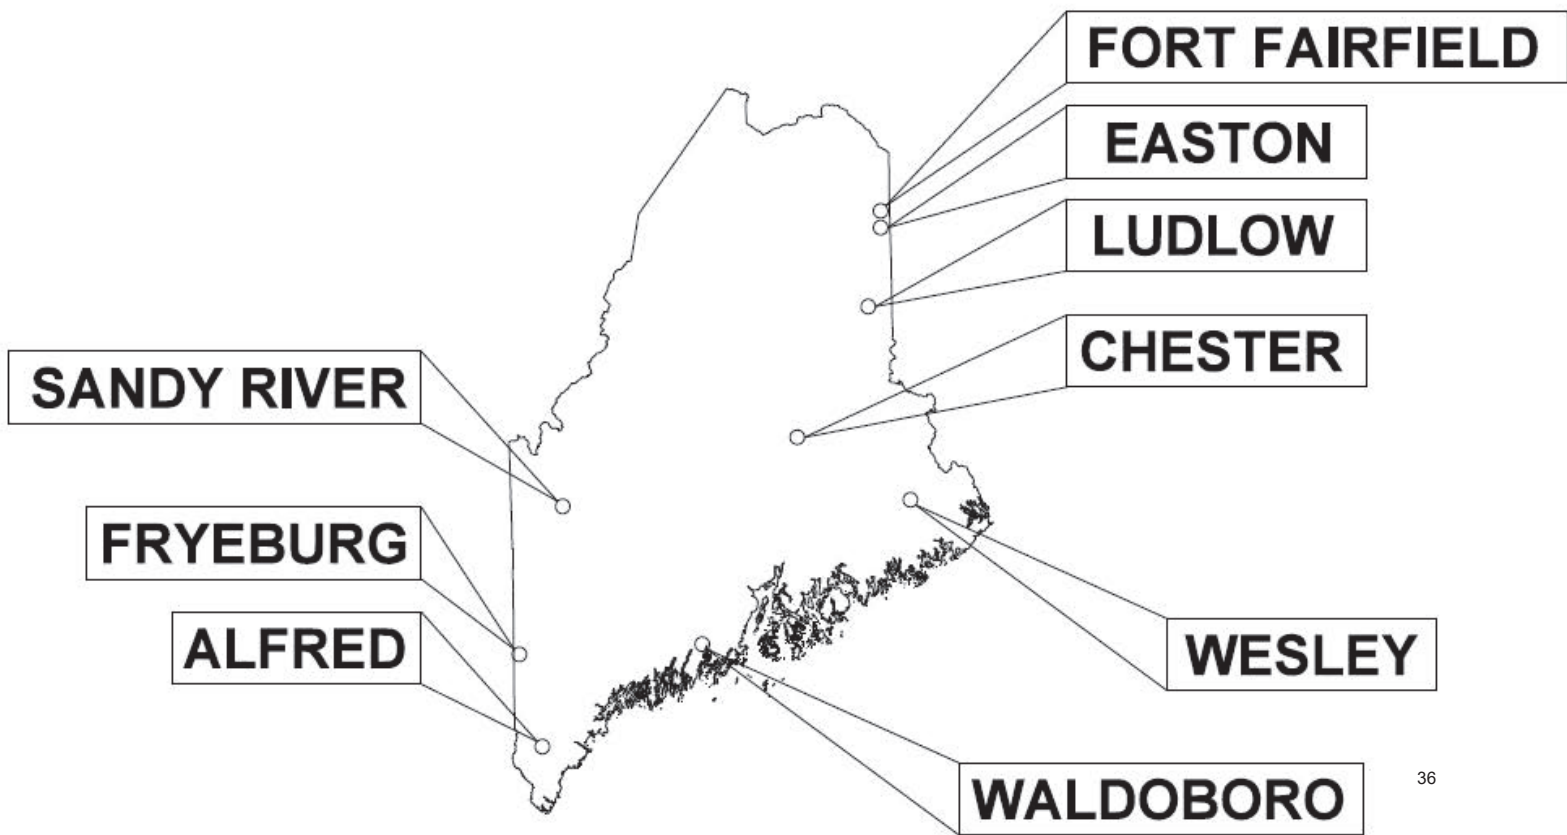 FORT FAIRFIELD
EASTON
LUDLOW
CHESTER
SANDY RIVER
FRYEBURG
ALFRED
WESLEY
WALDOBORO
36